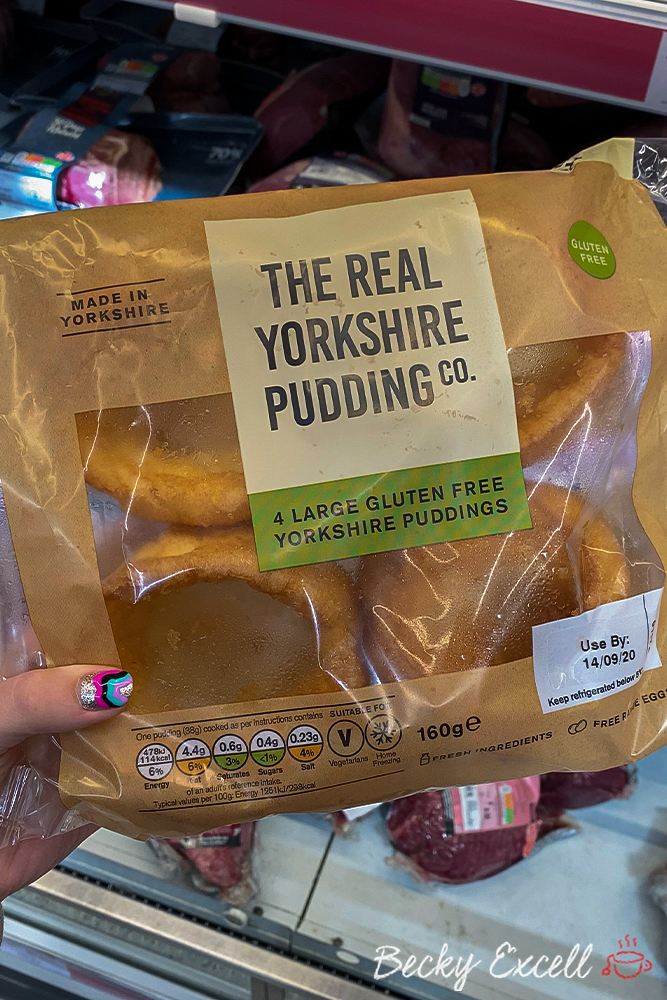 MADE IN
YORKSHIRE
THE REAL
YORKSHIRE
PUDDING CO.
GLUTEN
FREE
4 LARGE GLUTEN FREE
YORKSHIRE PUDDINGS
Use By:
14/09/20
Keep refrigerated below
One pudding (38g) cooked as per instructions contains
478kJ
114kcal
6%
Energy
4.4g
6%
Fat
0.6g
3%
Saturates
0.4g
<1%
Sugars
0.23g
4%
Salt
of an adult's reference intake.
Typical values per 100g: Energy 1251kJ/298kcal
SUITABLE FOR
V
Vegetarians
Home
Freezing
160g e
FRESH INGREDIENTS
FREE RANGE EGGS
Becky Excell